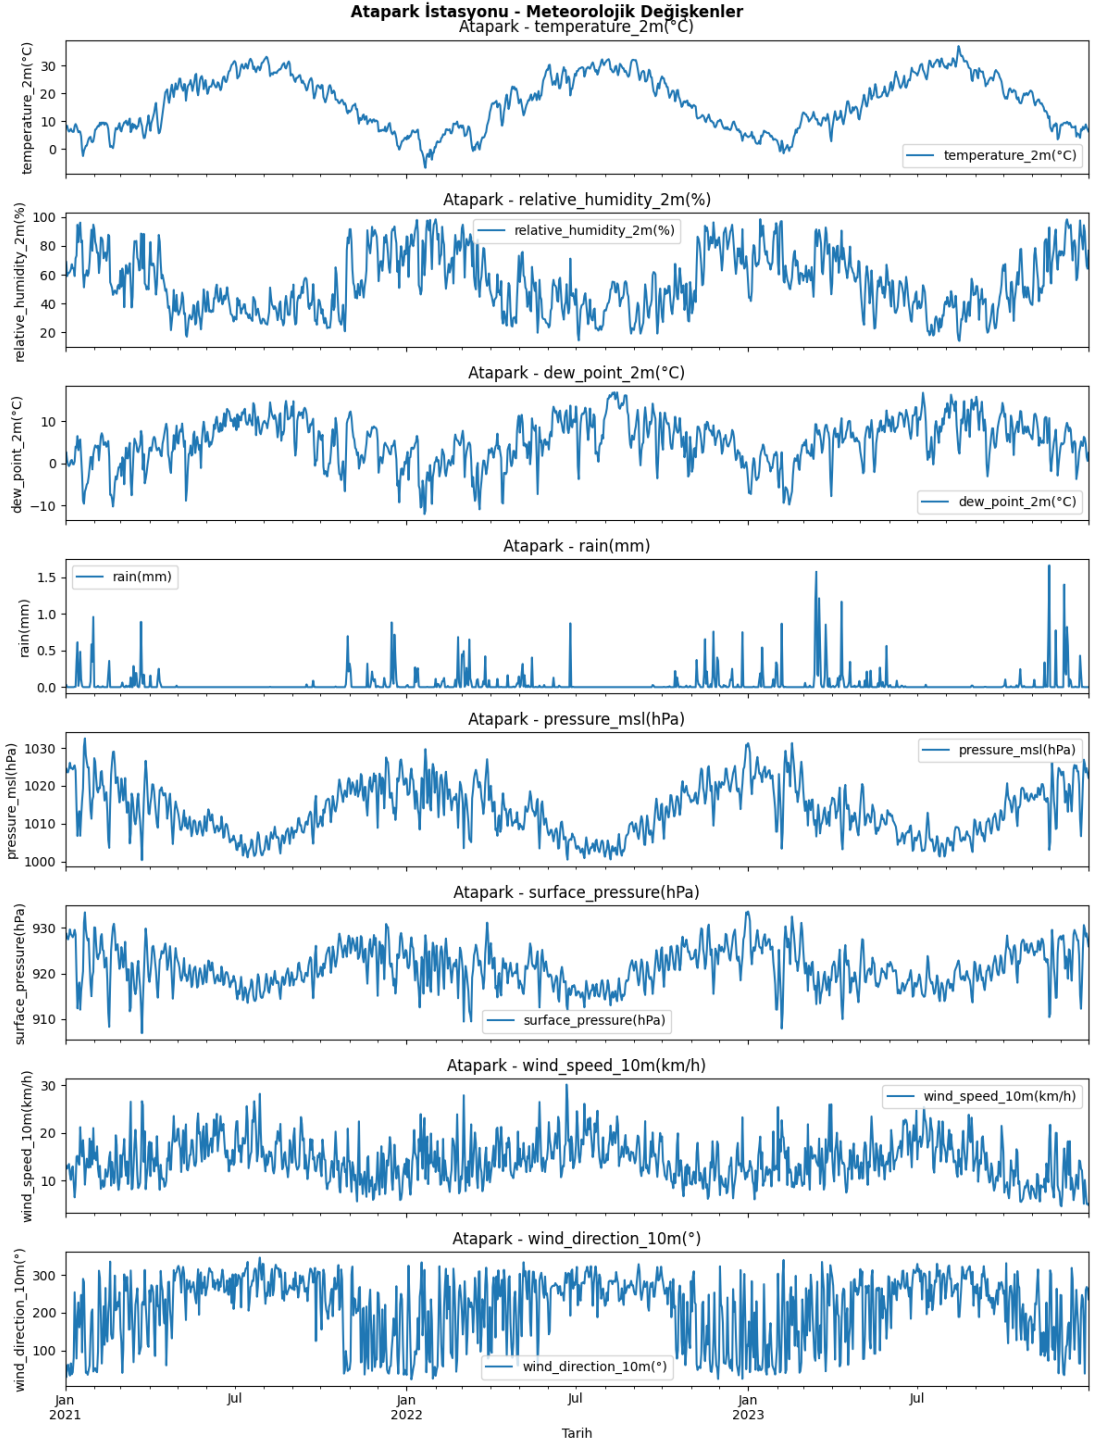 Atapark İstasyonu - Meteorolojik Değişkenler
Atapark - temperature_2m(°C)
temperature_2m(°C)
30
20
10
0
temperature_2m(°C)
Atapark - relative_humidity_2m(%)
relative_humidity_2m(%)
100
80
60
40
20
relative_humidity_2m(%)
Atapark - dew_point_2m(°C)
dew_point_2m(°C)
10
0
−10
dew_point_2m(°C)
Atapark - rain(mm)
rain(mm)
1.5
1.0
0.5
0.0
rain(mm)
Atapark - pressure_msl(hPa)
pressure_msl(hPa)
1030
1020
1010
1000
pressure_msl(hPa)
Atapark - surface_pressure(hPa)
surface_pressure(hPa)
930
920
910
surface_pressure(hPa)
Atapark - wind_speed_10m(km/h)
wind_speed_10m(km/h)
30
20
10
wind_speed_10m(km/h)
Atapark - wind_direction_10m(°)
wind_direction_10m(°)
300
200
100
wind_direction_10m(°)
Jan Jul Jan Jul Jan Jul
2021 2022 2023
Tarih